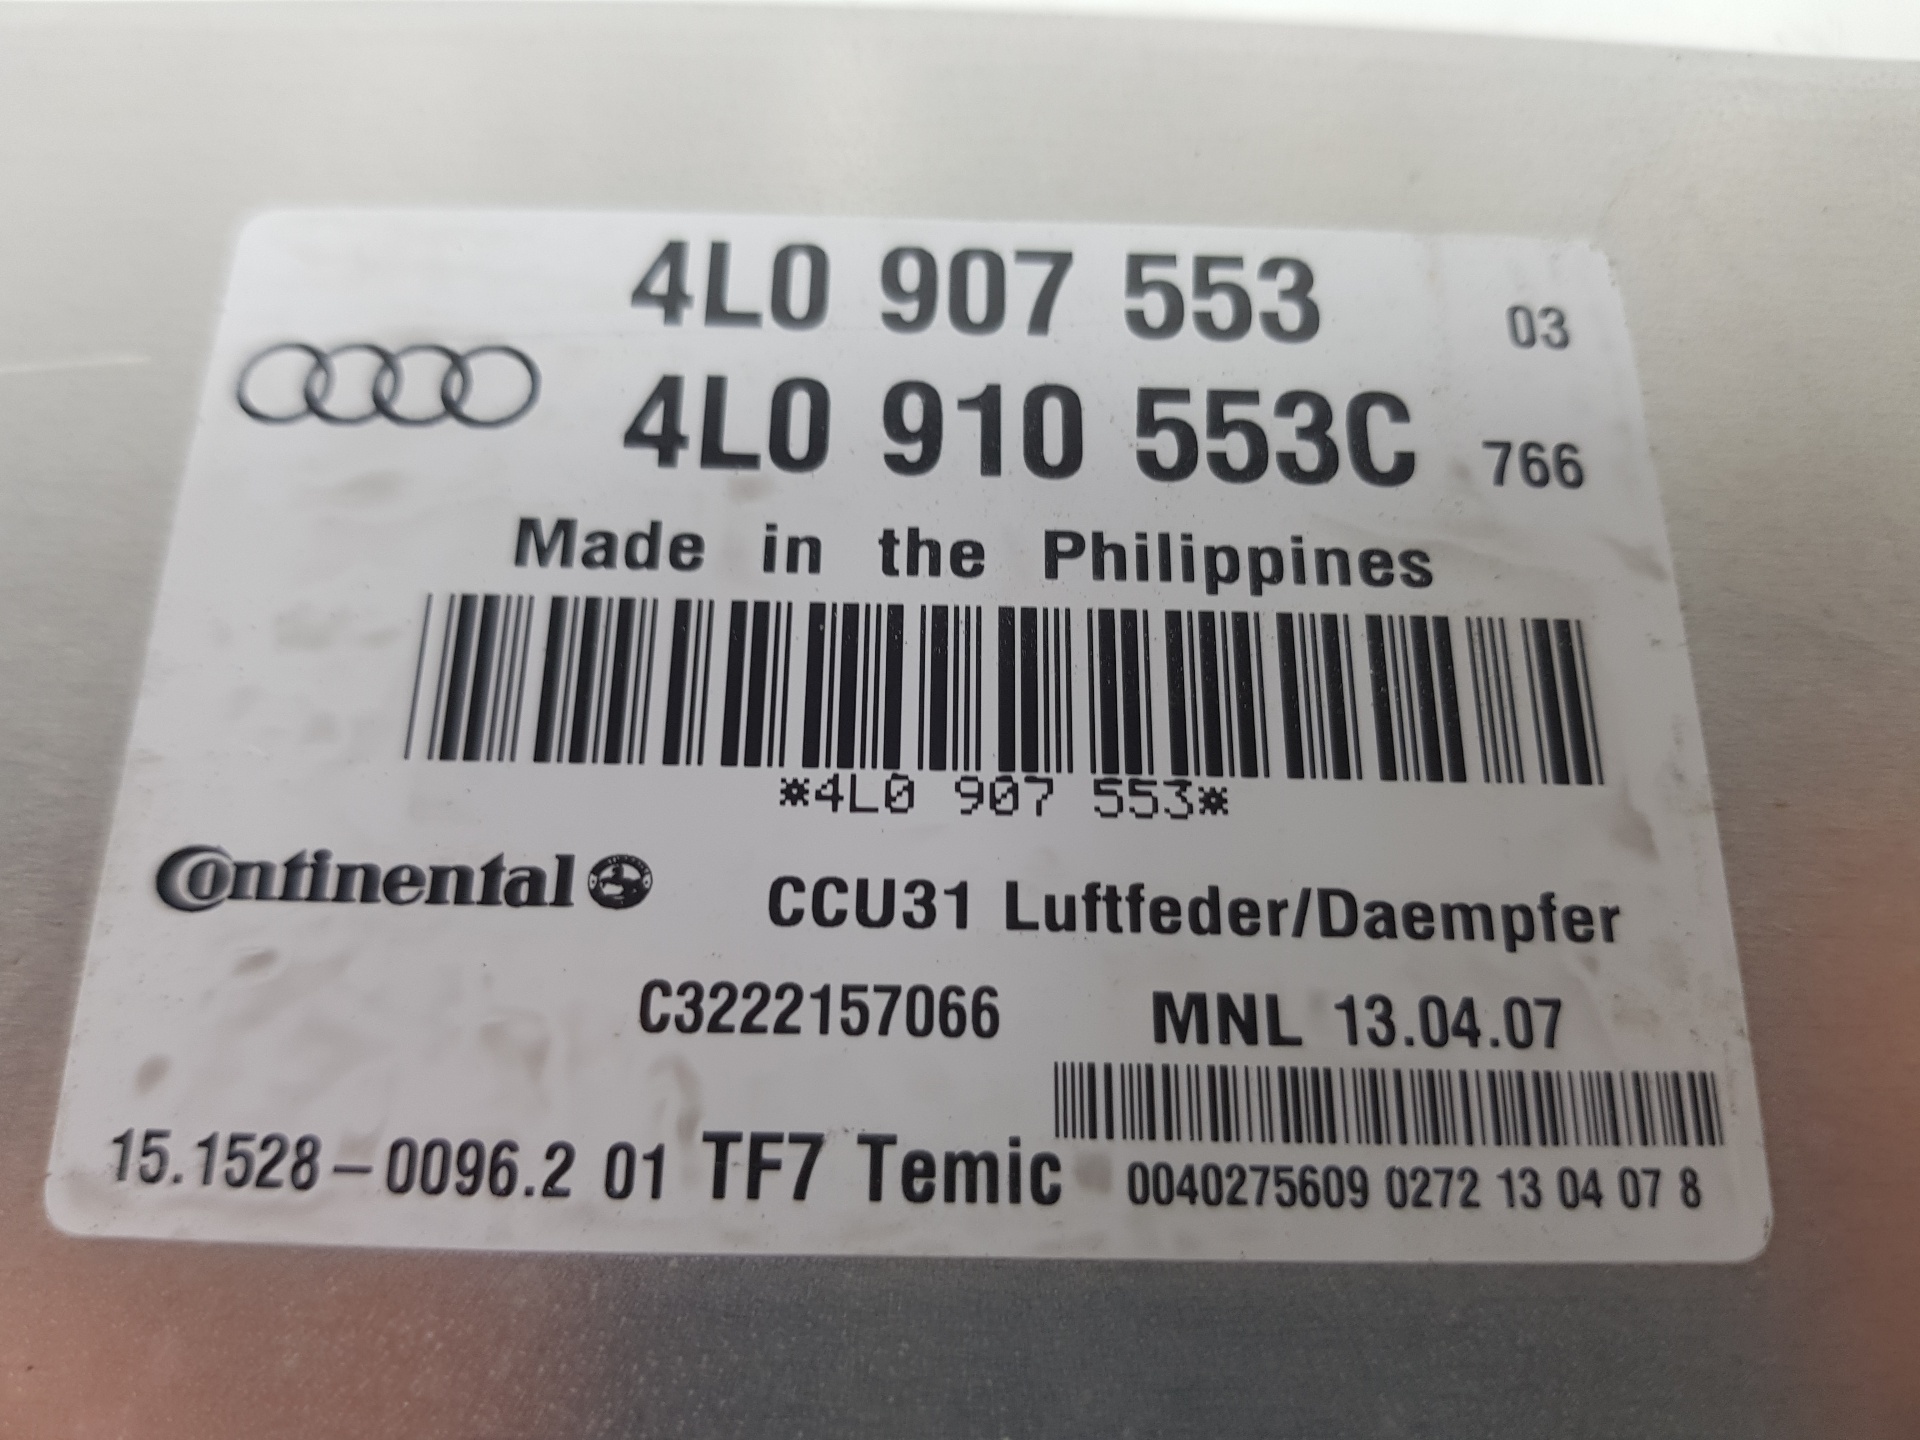 4L0 907 553 03
4L0 910 553C 766
Made in the Philippines
*4L0 907 553*
Continental CCU31 Luftfeder/Daempfer
C3222157066 MNL 13.04.07
15.1528-0096.2 01 TF7 Temic 0040275609 0272 13 04 07 8